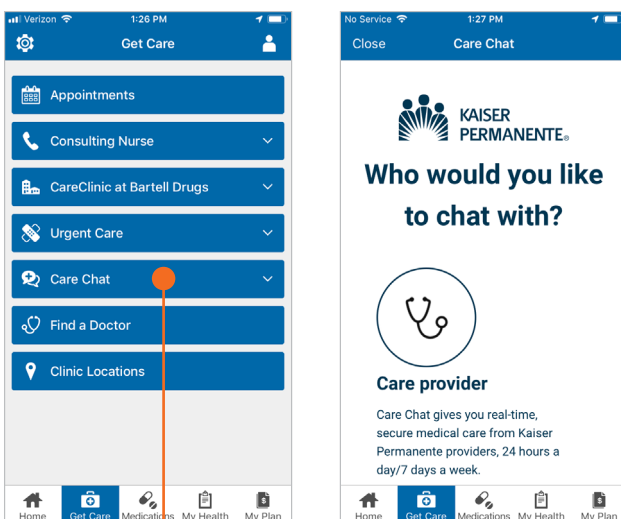 Verizon 1:26 PM
Get Care
Appointments
Consulting Nurse
CareClinic at Bartell Drugs
Urgent Care
Care Chat
Find a Doctor
Clinic Locations
Home Get Care Medications My Health My Plan
No Service 1:27 PM
Close Care Chat
KAISER
PERMANENTE®
Who would you like
to chat with?
Care provider
Care Chat gives you real-time,
secure medical care from Kaiser
Permanente providers, 24 hours a
day/7 days a week.
Home Get Care Medications My Health My Plan